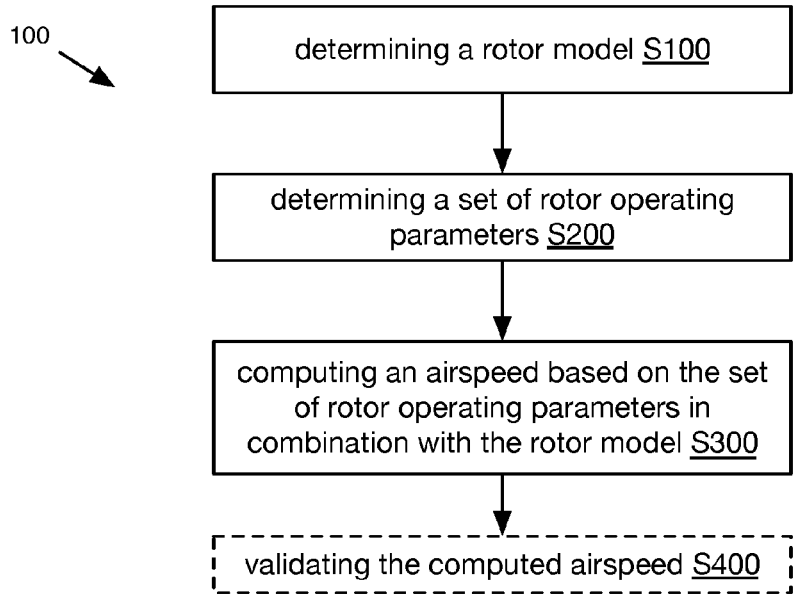 100
determining a rotor model S100
determining a set of rotor operating
parameters S200
computing an airspeed based on the set
of rotor operating parameters in
combination with the rotor model S300
validating the computed airspeed S400